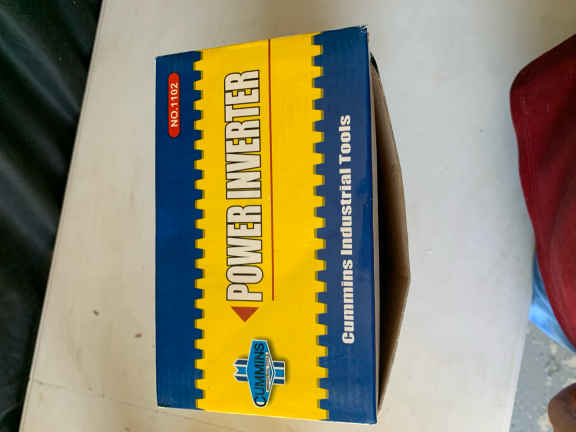 NO.1102
CUMMINS
POWER INVERTER
Cummins Industrial Tools